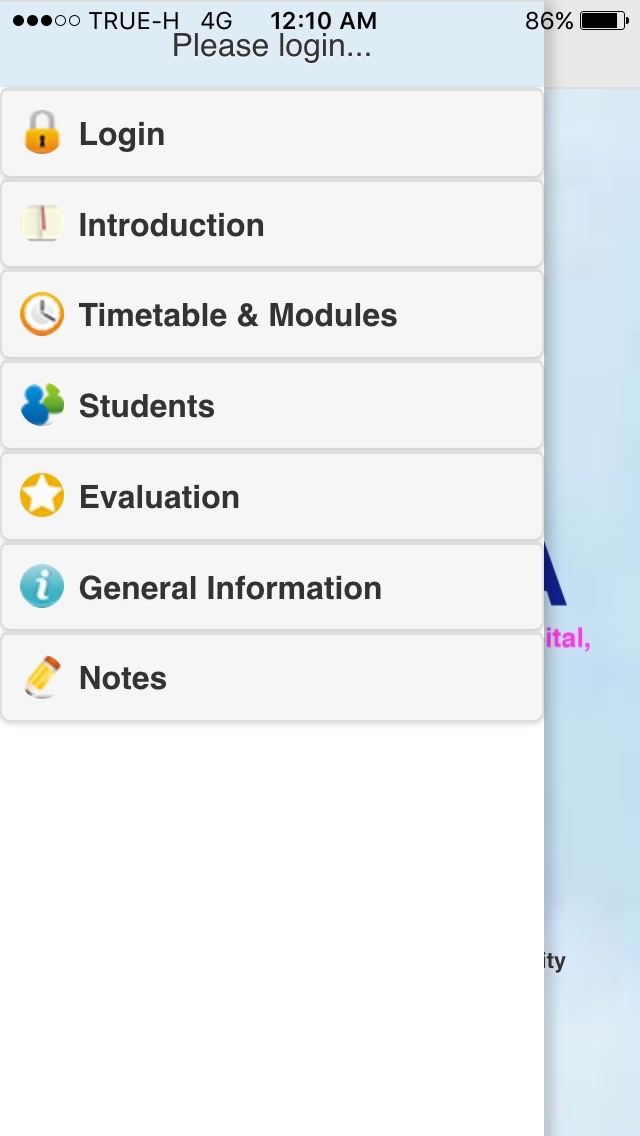 TRUE-H 4G 12:10 AM 86%
Please login...
Login
Introduction
Timetable & Modules
Students
Evaluation
General Information
Notes
A
ital,
ity